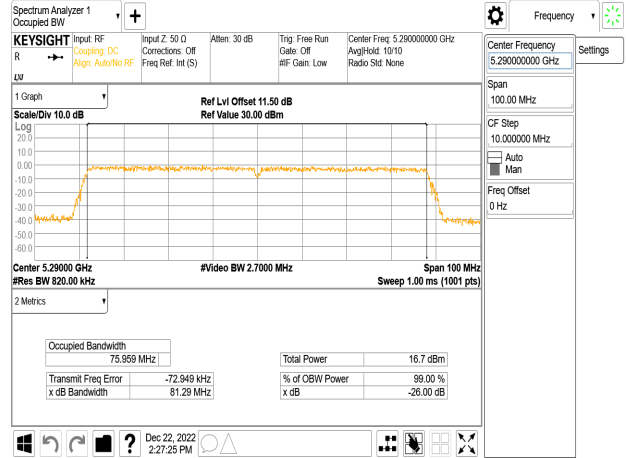 Spectrum Analyzer 1
Occupied BW
Frequency
KEYSIGHT
R
LXI
Input: RF
Coupling: DC
Align: Auto/No RF
Input Z: 50 Ω
Corrections: Off
Freq Ref: Int (S)
Atten: 30 dB
Trig: Free Run
Gate: Off
#IF Gain: Low
Center Freq: 5.290000000 GHz
Avg|Hold: 10/10
Radio Std: None
Center Frequency
5.290000000 GHz
Settings
Span
100.00 MHz
CF Step
10.000000 MHz
Auto
Man
Freq Offset
0 Hz
1 Graph
Ref Lvl Offset 11.50 dB
Scale/Div 10.0 dB
Ref Value 30.00 dBm
Log
20.0
10.0
0.00
-10.0
-20.0
-30.0
-40.0
-50.0
-60.0
Center 5.29000 GHz
#Video BW 2.7000 MHz
Span 100 MHz
#Res BW 820.00 kHz
Sweep 1.00 ms (1001 pts)
2 Metrics
Occupied Bandwidth
75.959 MHz
Total Power 16.7 dBm
Transmit Freq Error -72.949 kHz
% of OBW Power 99.00 %
x dB Bandwidth 81.29 MHz
x dB -26.00 dB
?
Dec 22, 2022
2:27:25 PM